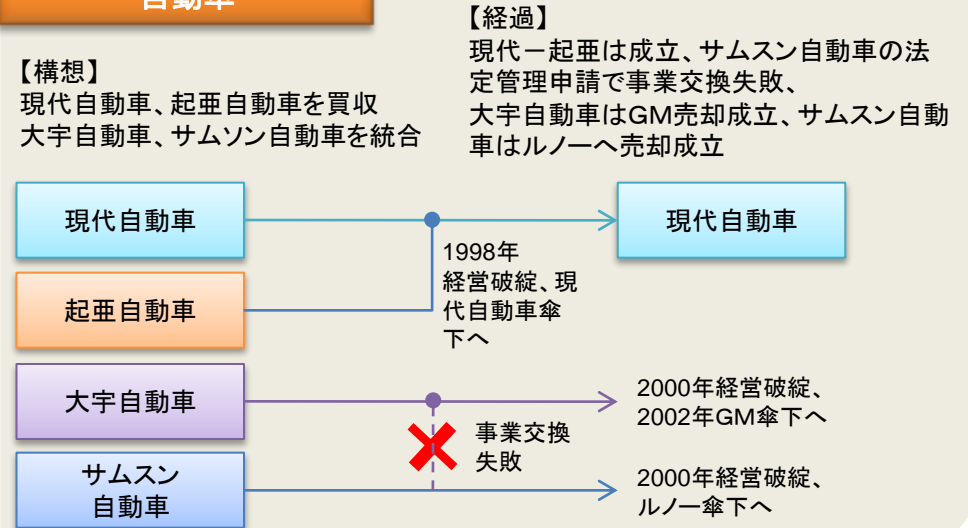 自動車
【構想】
現代自動車、起亜自動車を買収
大宇自動車、サムソン自動車を統合
【経過】
現代－起亜は成立、サムスン自動車の法
定管理申請で事業交換失敗、
大宇自動車はGM売却成立、サムスン自動
車はルノーへ売却成立
現代自動車
現代自動車
1998年
経営破綻、現
代自動車傘
下へ
起亜自動車
大宇自動車
2000年経営破綻、
2002年GM傘下へ
事業交換
失敗
サムスン
自動車
2000年経営破綻、
ルノー傘下へ